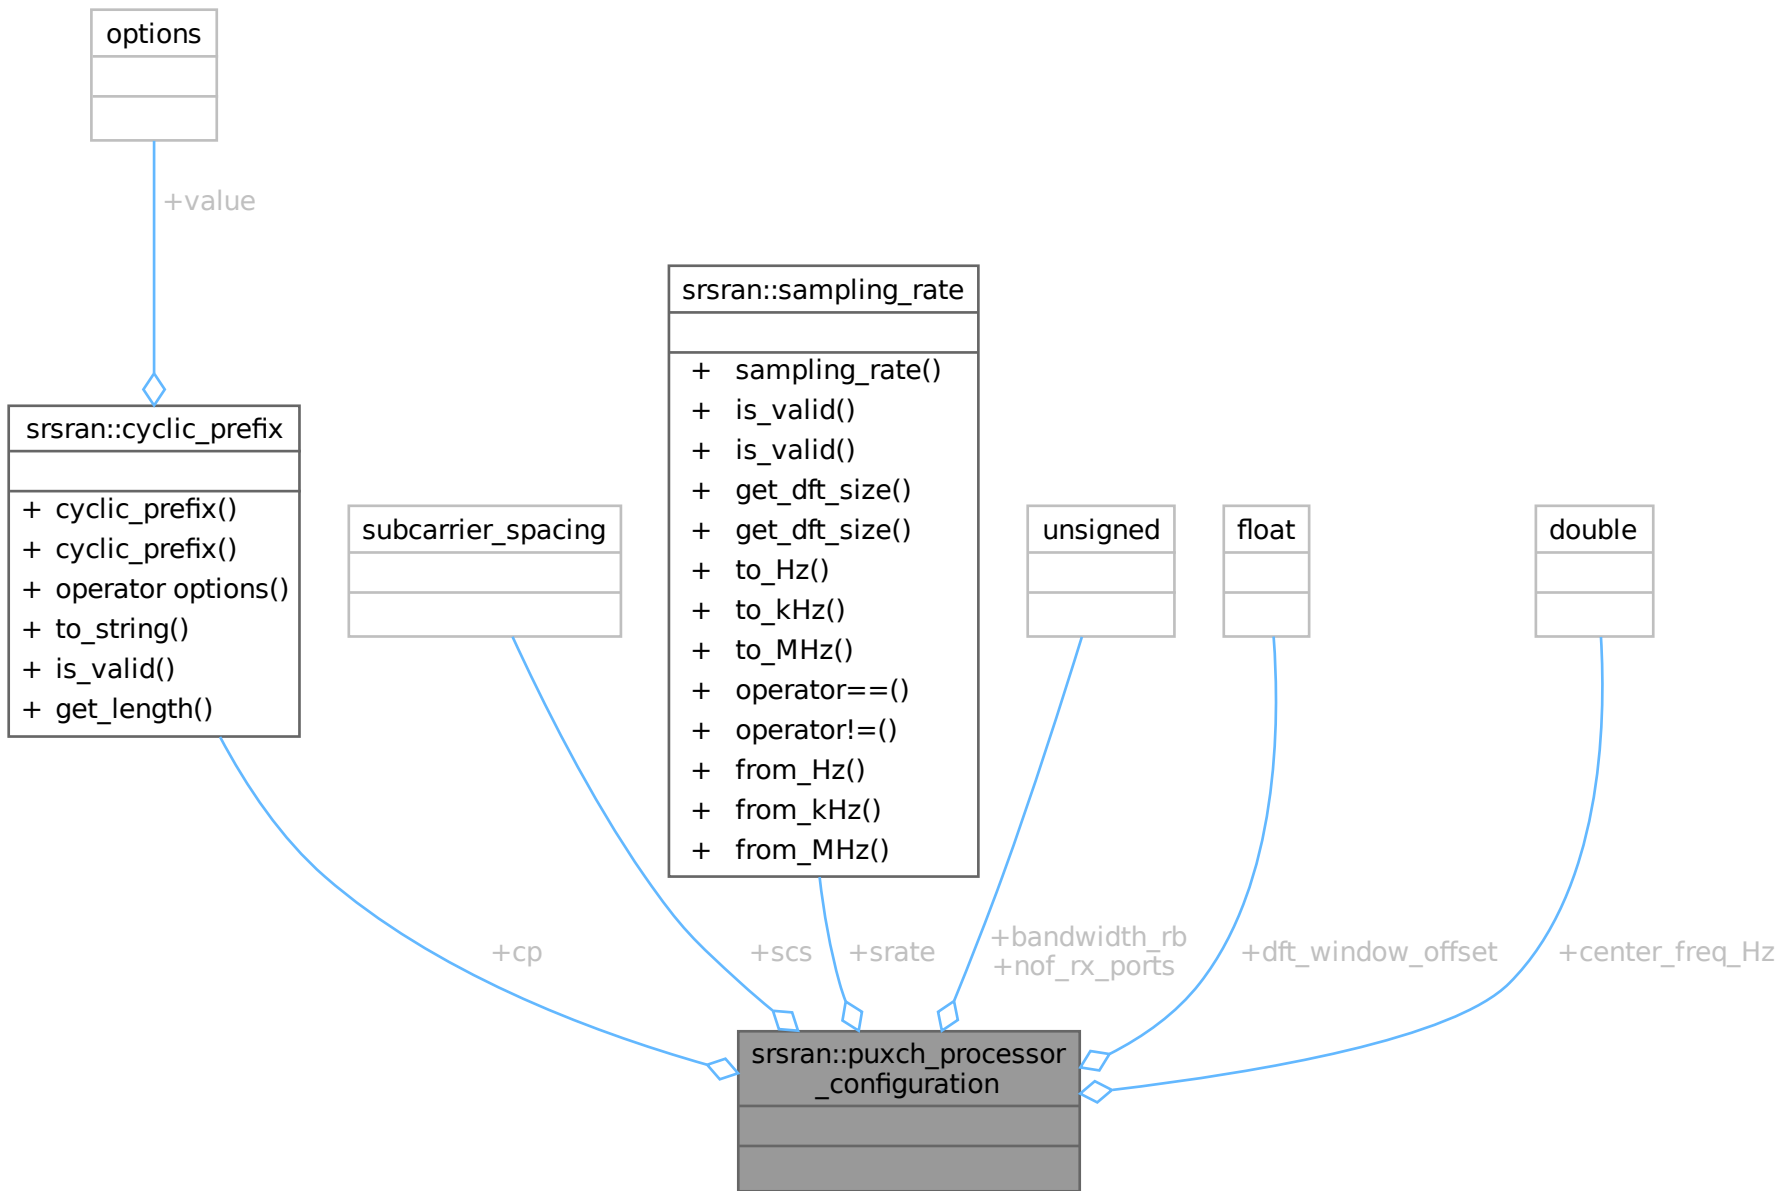 options
+value
srsran::cyclic_prefix
+ cyclic_prefix()
+ cyclic_prefix()
+ operator options()
+ to_string()
+ is_valid()
+ get_length()
subcarrier_spacing
srsran::sampling_rate
+ sampling_rate()
+ is_valid()
+ is_valid()
+ get_dft_size()
+ get_dft_size()
+ to_Hz()
+ to_kHz()
+ to_MHz()
+ operator==()
+ operator!=()
+ from_Hz()
+ from_kHz()
+ from_MHz()
unsigned
float
double
+cp
+scs
+srate
+bandwidth_rb
+nof_rx_ports
+dft_window_offset
+center_freq_Hz
srsran::puxch_processor
_configuration